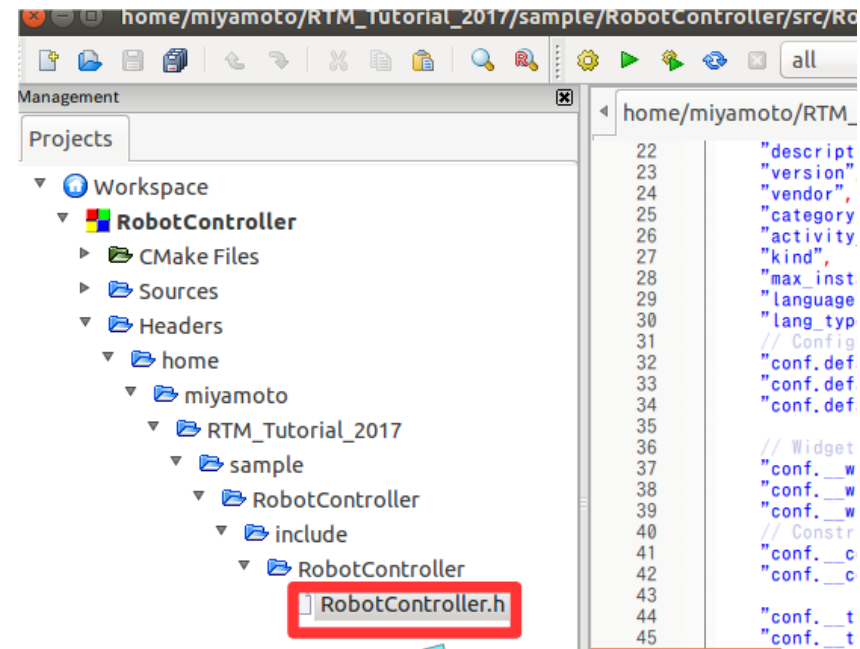 home/miyamoto/RTM_Tutorial_2017/sample/RobotController/src/Ro
all
Management
Projects
Workspace
RobotController
CMake Files
Sources
Headers
home
miyamoto
RTM_Tutorial_2017
sample
RobotController
include
RobotController
RobotController.h
home/miyamoto/RTM_
22 "descript
23 "version"
24 "vendor",
25 "category
26 "activity_
27 "kind",
28 "max_inst
29 "language
30 "lang_typ
31 // Config
32 "conf.def
33 "conf.def
34 "conf.def
35
36 // Widget
37 "conf.__w
38 "conf.__w
39 "conf.__w
40 // Constr
41 "conf.__c
42 "conf.__c
43
44 "conf.__t
45 "conf.__t